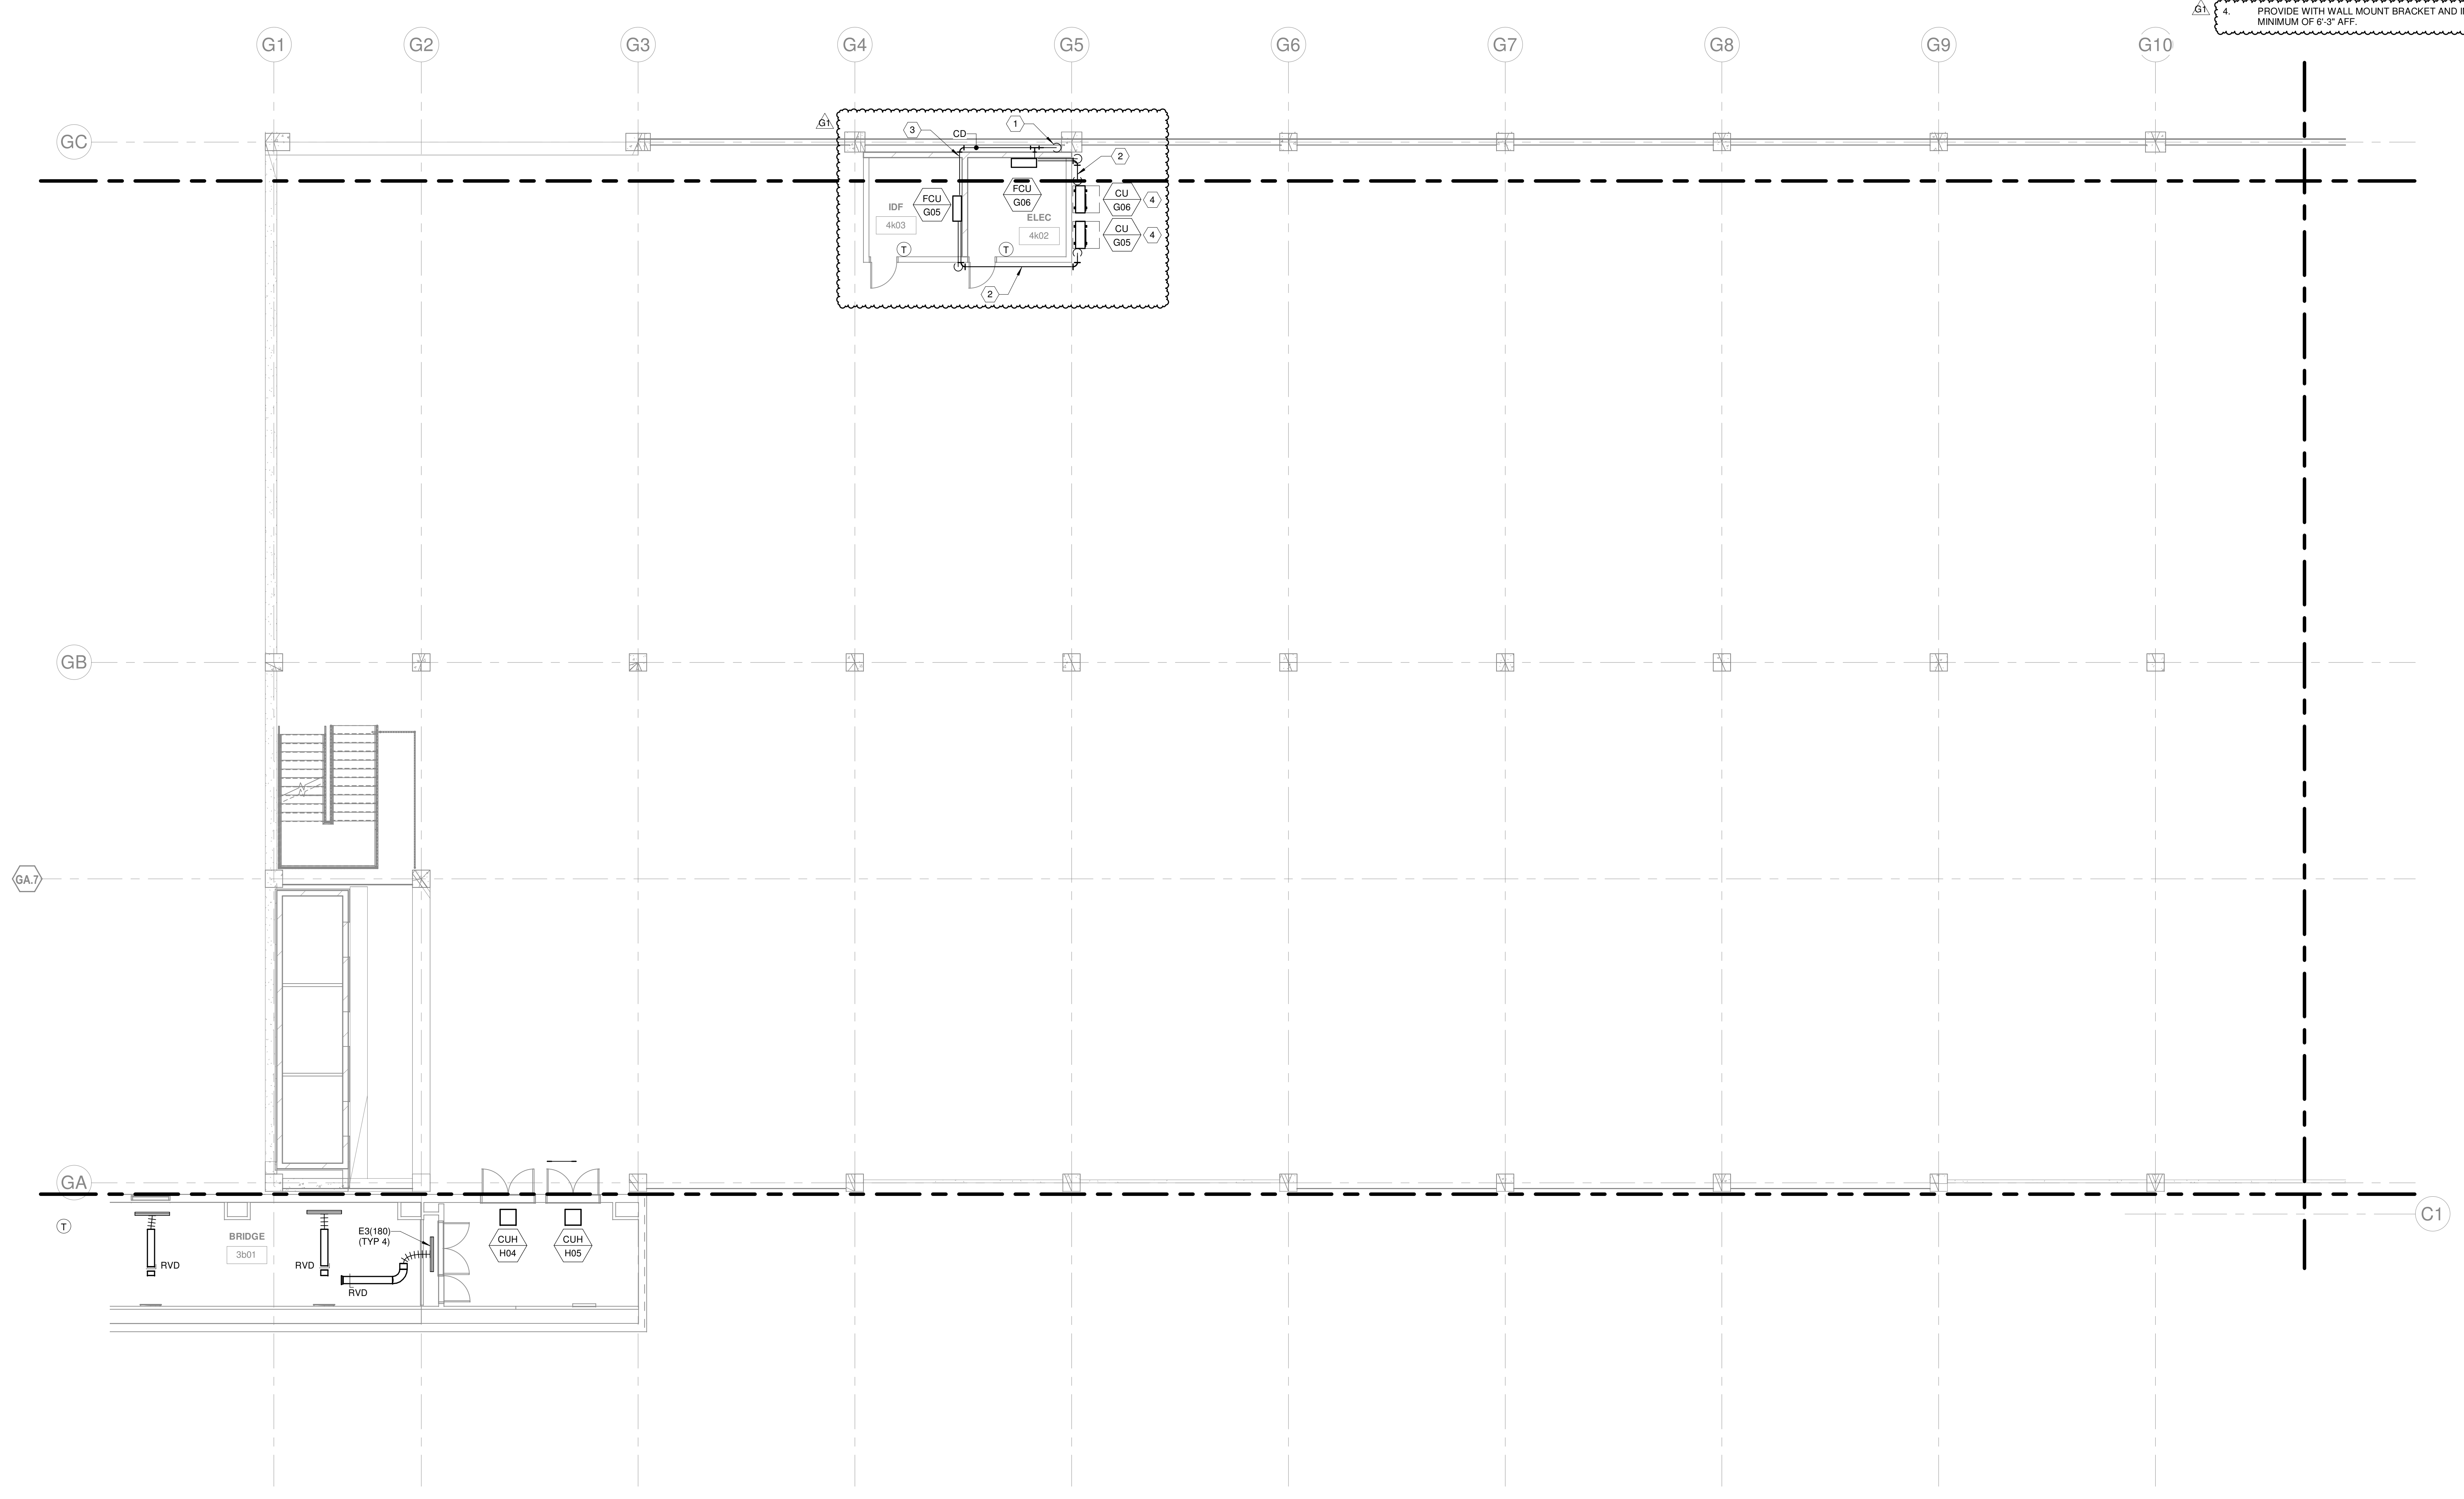 G1
4. PROVIDE WITH WALL MOUNT BRACKET AND
MINIMUM OF 6'-3" AFF.
G1
G2
G3
G4
G5
G6
G7
G8
G9
G10
GC
G1
3
CD
1
2
FCU
G05
FCU
G06
CU
G06
4
IDF
4k03
ELEC
4k02
CU
G05
4
T
T
2
GB
GA.7
GA
C1
T
BRIDGE
3b01
RVD
RVD
RVD
E3(180)
(TYP 4)
CUH
H04
CUH
H05